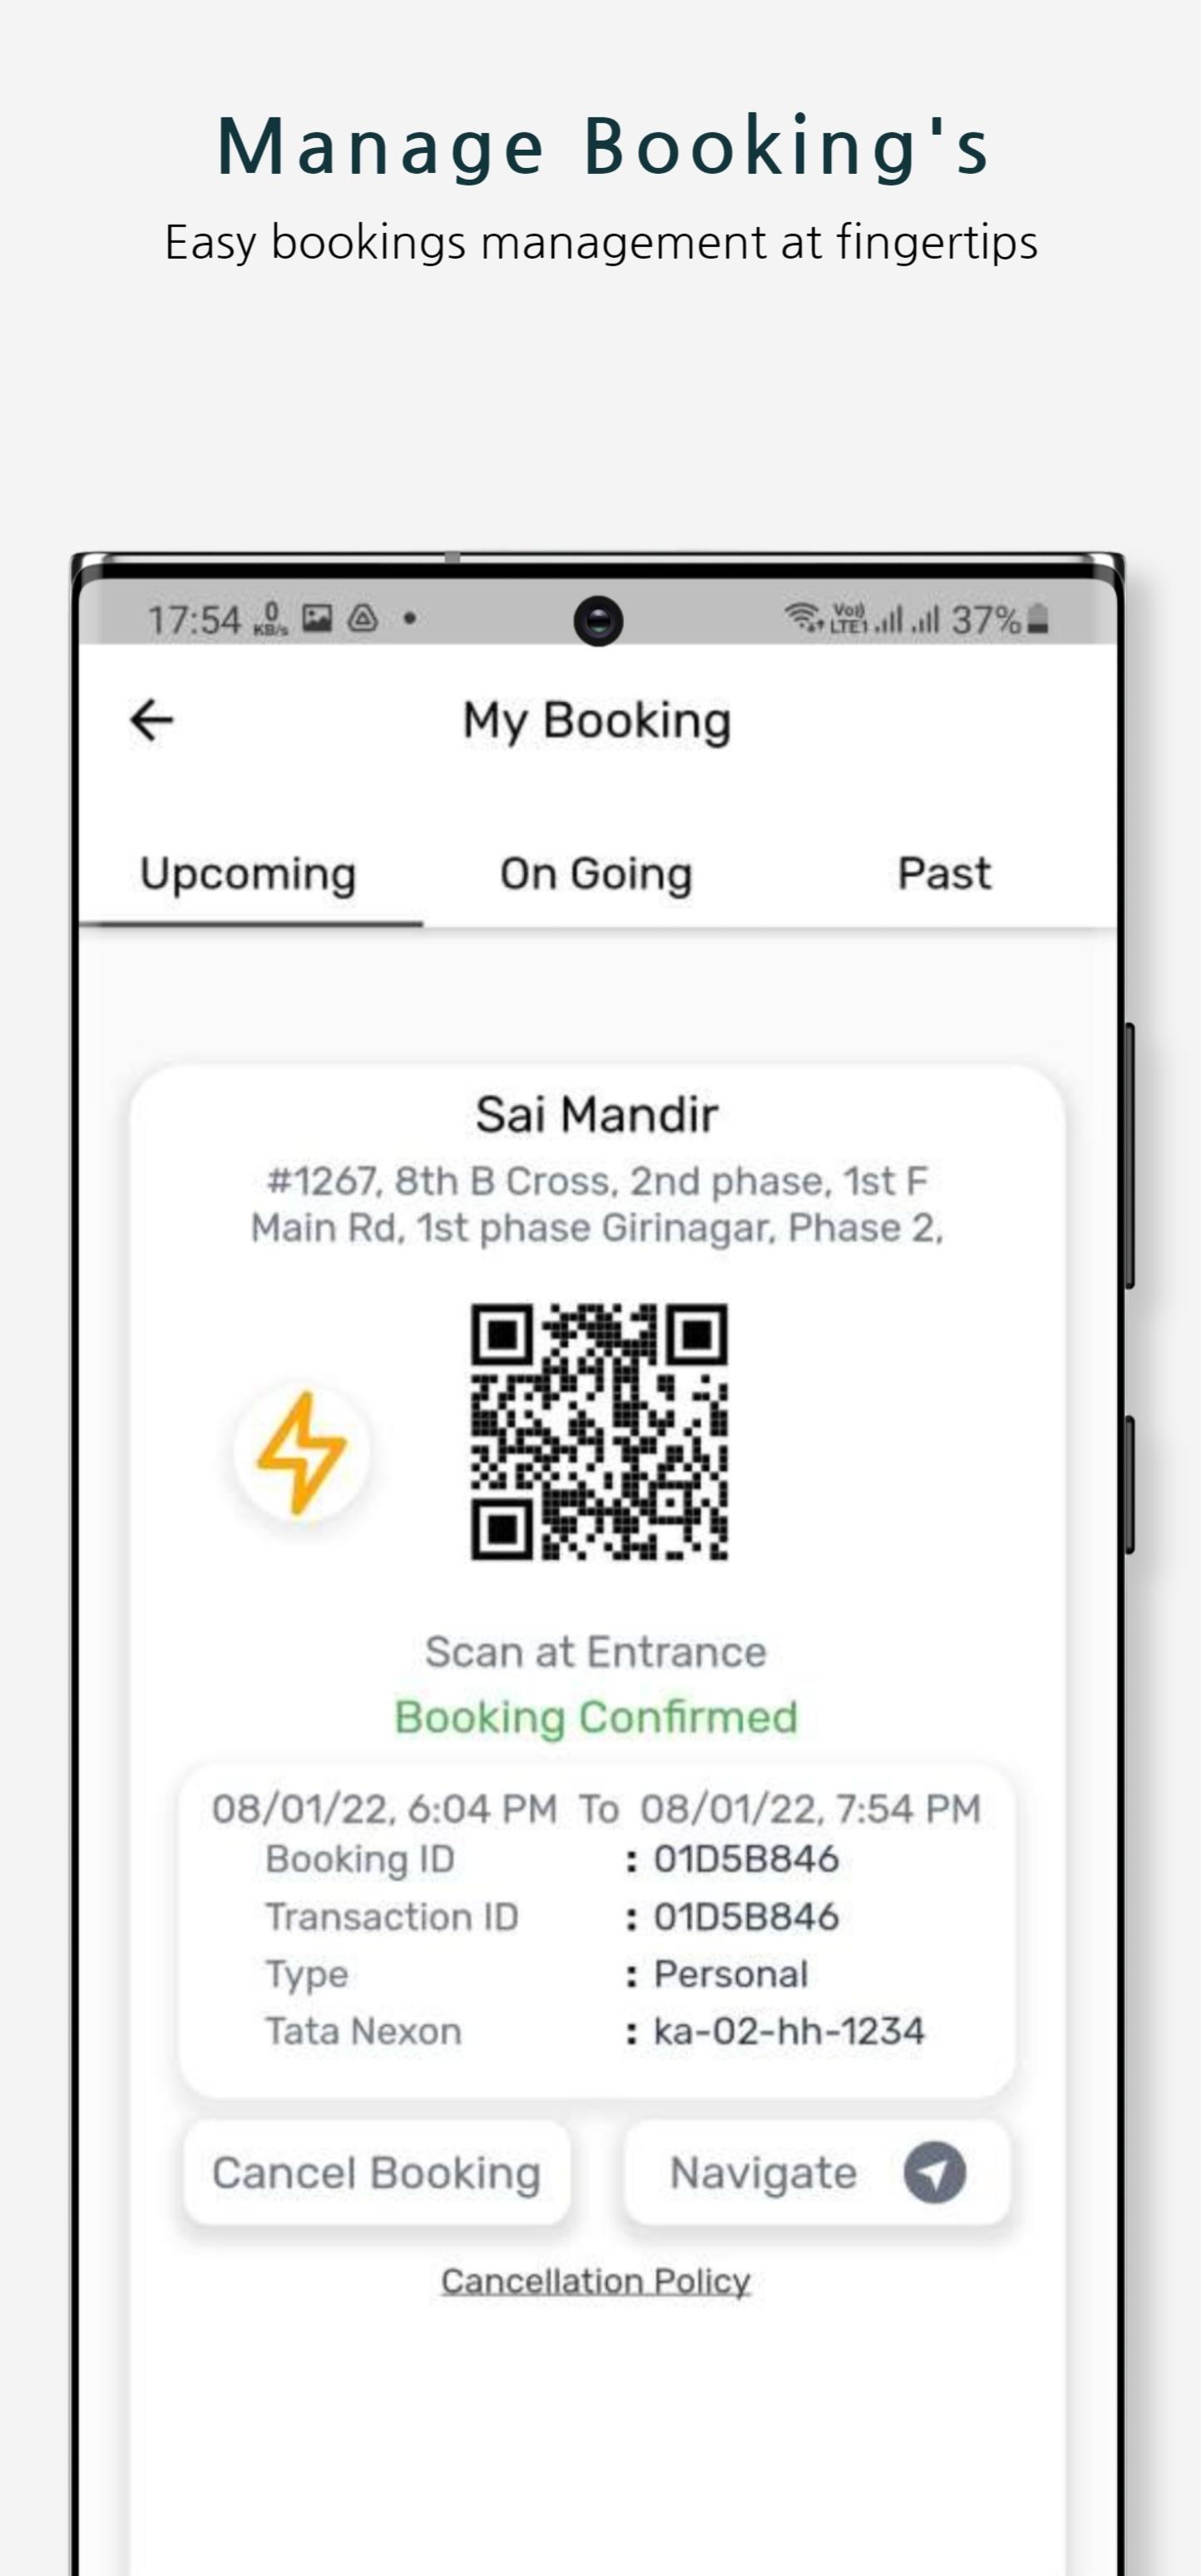 Manage Booking's
Easy bookings management at fingertips
17:54 0 KB/s Vo)) LTE1 37%
My Booking
Upcoming On Going Past
Sai Mandir
#1267, 8th B Cross, 2nd phase, 1st F
Main Rd, 1st phase Girinagar, Phase 2,
Scan at Entrance
Booking Confirmed
08/01/22, 6:04 PM To 08/01/22, 7:54 PM
Booking ID : 01D5B846
Transaction ID : 01D5B846
Type : Personal
Tata Nexon : ka-02-hh-1234
Cancel Booking Navigate
Cancellation Policy